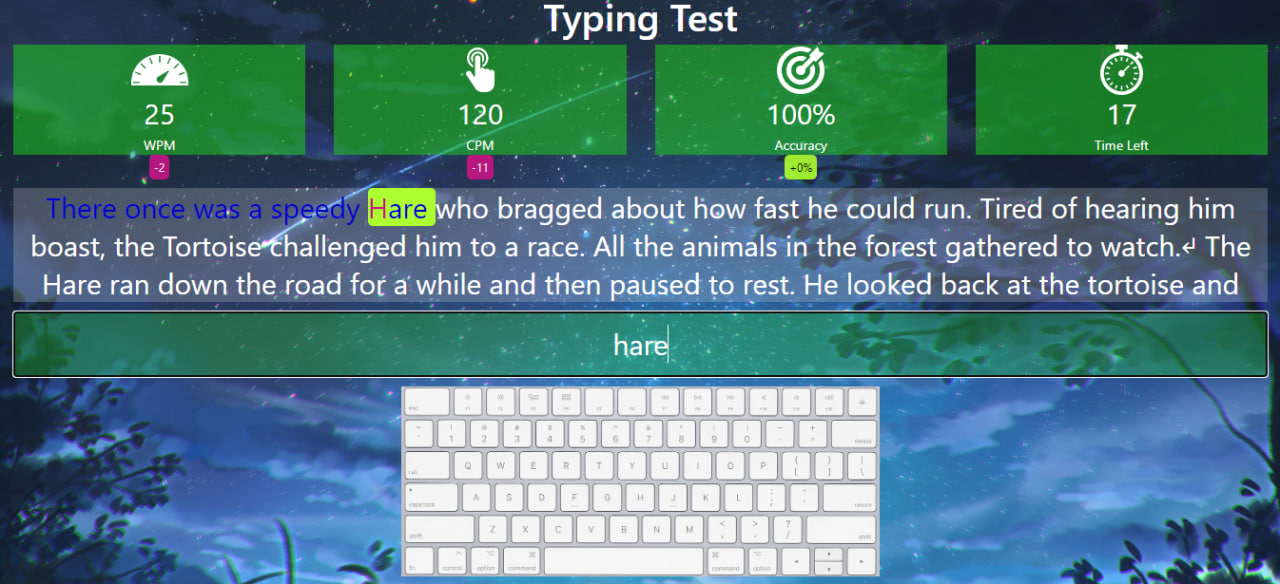 Typing Test
25 120 100% 17
WPM CPM Accuracy Time Left
-2 -11 +0%
There once was a speedy Hare who bragged about how fast he could run. Tired of hearing him
boast, the Tortoise challenged him to a race. All the animals in the forest gathered to watch.↵ The
Hare ran down the road for a while and then paused to rest. He looked back at the tortoise and
hare
~ ! @ # $ % ^ & * ( ) _ +
` 1 2 3 4 5 6 7 8 9 0 - = delete
tab Q W E R T Y U I O P { [ } ] | \
caps lock A S D F G H J K L : ; " ' return
shift Z X C V B N M < , > . ? / shift
fn control option command command option